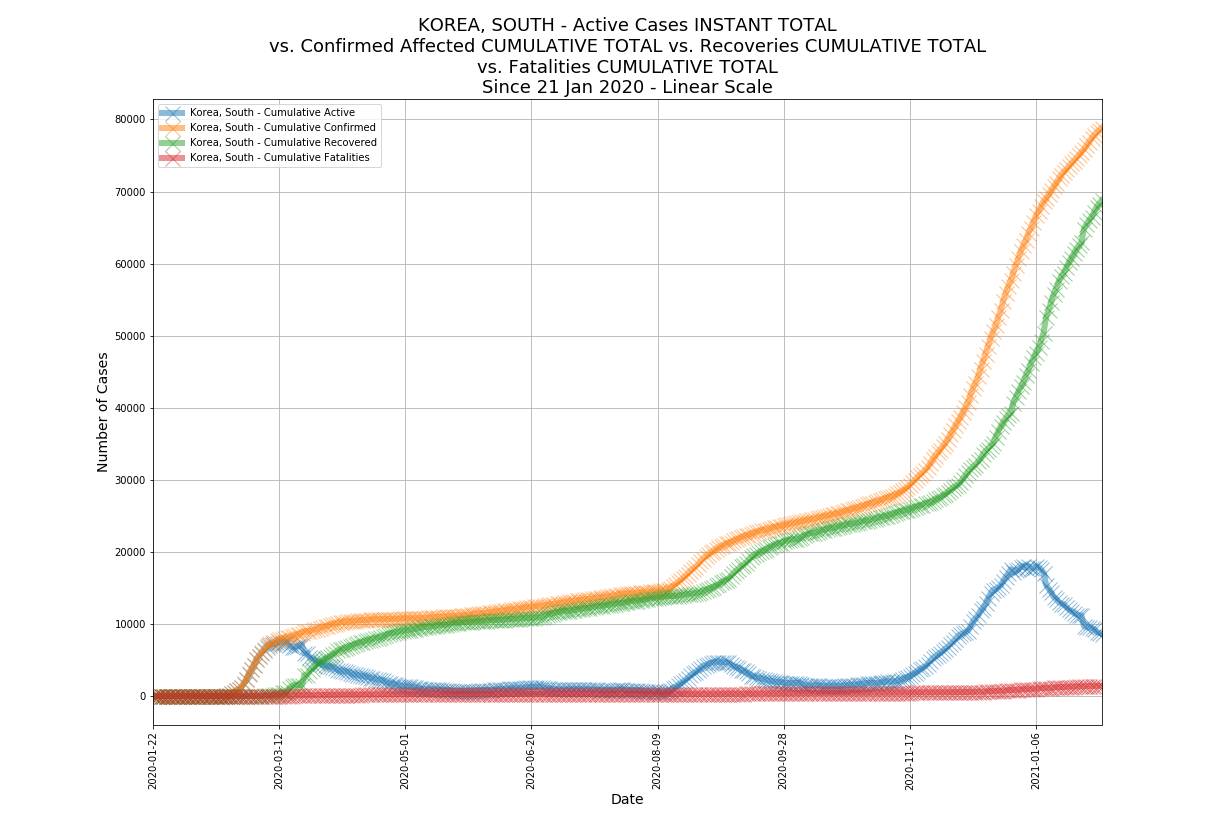 KOREA, SOUTH - Active Cases INSTANT TOTAL
vs. Confirmed Affected CUMULATIVE TOTAL vs. Recoveries CUMULATIVE TOTAL
vs. Fatalities CUMULATIVE TOTAL
Since 21 Jan 2020 - Linear Scale
Korea, South - Cumulative Active
Korea, South - Cumulative Confirmed
Korea, South - Cumulative Recovered
Korea, South - Cumulative Fatalities
Number of Cases
80000
70000
60000
50000
40000
30000
20000
10000
0
2020-01-22
2020-03-12
2020-05-01
2020-06-20
2020-08-09
2020-09-28
2020-11-17
2021-01-06
Date